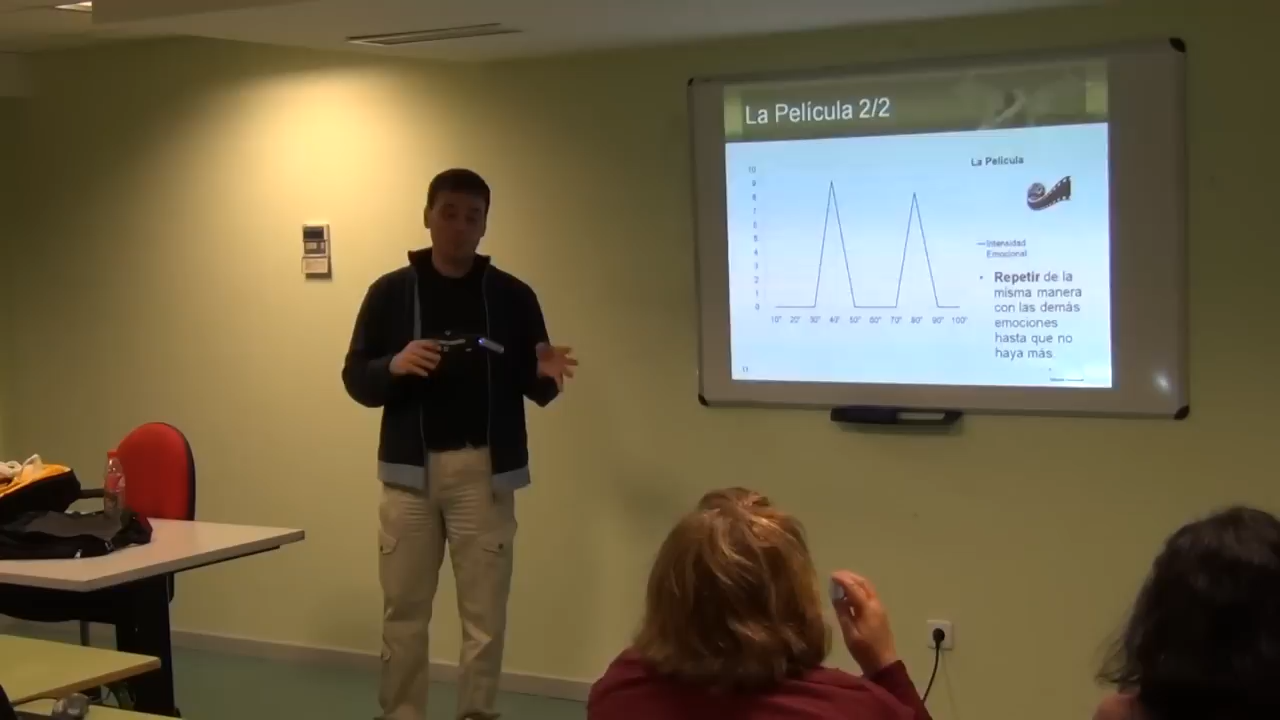 La Película 2/2
La Película
10
9
8
7
6
5
4
3
2
1
0
10" 20" 30" 40" 50" 60" 70" 80" 90" 100"
Intensidad
Emocional
• Repetir de la
misma manera
con las demás
emociones
hasta que no
haya más.